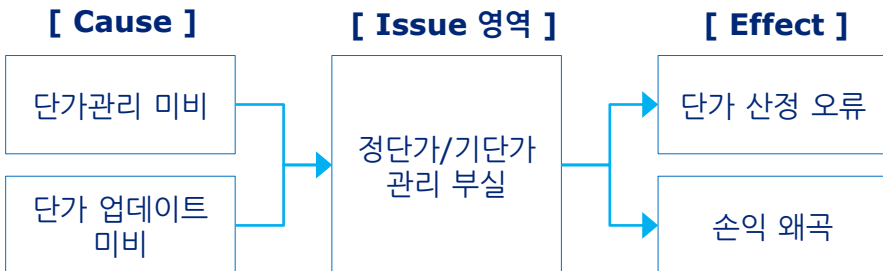 [ Cause ]
[ Issue 영역 ]
[ Effect ]
단가관리 미비
단가 업데이트
미비
정단가/기단가
관리 부실
단가 산정 오류
손익 왜곡